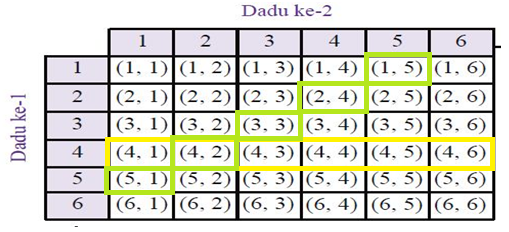 Dadu ke-2
1 2 3 4 5 6
Dadu ke-1
1 (1, 1) (1, 2) (1, 3) (1, 4) (1, 5) (1, 6)
2 (2, 1) (2, 2) (2, 3) (2, 4) (2, 5) (2, 6)
3 (3, 1) (3, 2) (3, 3) (3, 4) (3, 5) (3, 6)
4 (4, 1) (4, 2) (4, 3) (4, 4) (4, 5) (4, 6)
5 (5, 1) (5, 2) (5, 3) (5, 4) (5, 5) (5, 6)
6 (6, 1) (6, 2) (6, 3) (6, 4) (6, 5) (6, 6)